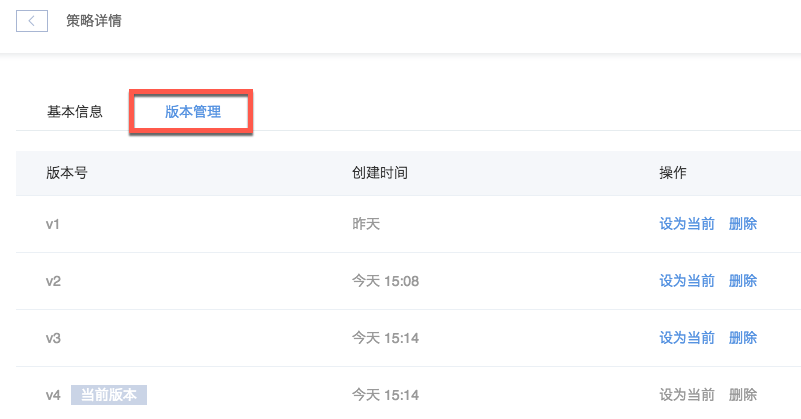 策略详情
基本信息 版本管理
版本号 创建时间 操作
v1 昨天 设为当前 删除
v2 今天 15:08 设为当前 删除
v3 今天 15:14 设为当前 删除
v4 当前版本 今天 15:14 设为当前 删除